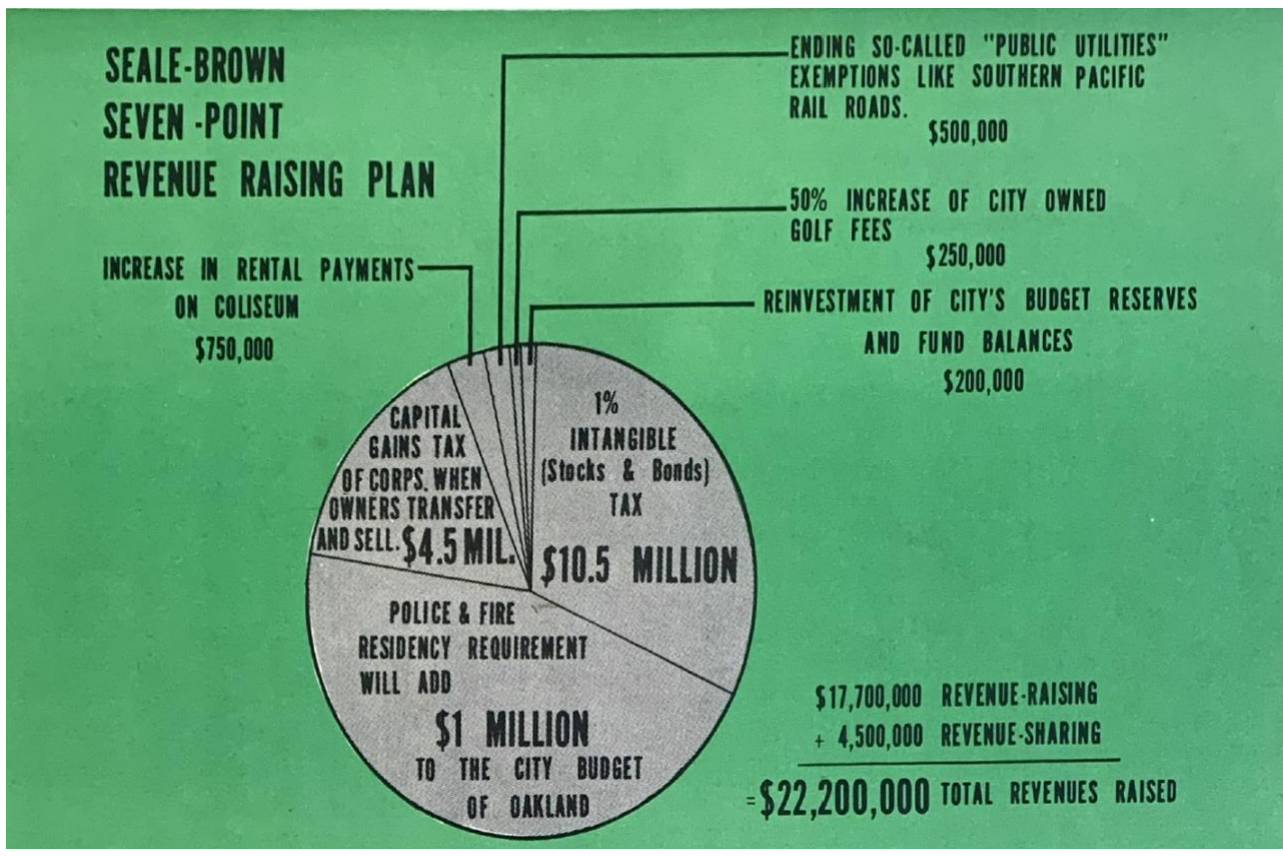 SEALE-BROWN
SEVEN -POINT
REVENUE RAISING PLAN
INCREASE IN RENTAL PAYMENTS
ON COLISEUM
$750,000
ENDING SO-CALLED "PUBLIC UTILITIES"
EXEMPTIONS LIKE SOUTHERN PACIFIC
RAIL ROADS.
$500,000
50% INCREASE OF CITY OWNED
GOLF FEES
$250,000
REINVESTMENT OF CITY'S BUDGET RESERVES
AND FUND BALANCES
$200,000
CAPITAL
GAINS TAX
OF CORPS. WHEN
OWNERS TRANSFER
AND SELL. $4.5 MIL.
1%
INTANGIBLE
(Stocks & Bonds)
TAX
$10.5 MILLION
POLICE & FIRE
RESIDENCY REQUIREMENT
WILL ADD
$1 MILLION
TO THE CITY BUDGET
OF OAKLAND
$17,700,000 REVENUE-RAISING
+ 4,500,000 REVENUE-SHARING
=$22,200,000 TOTAL REVENUES RAISED